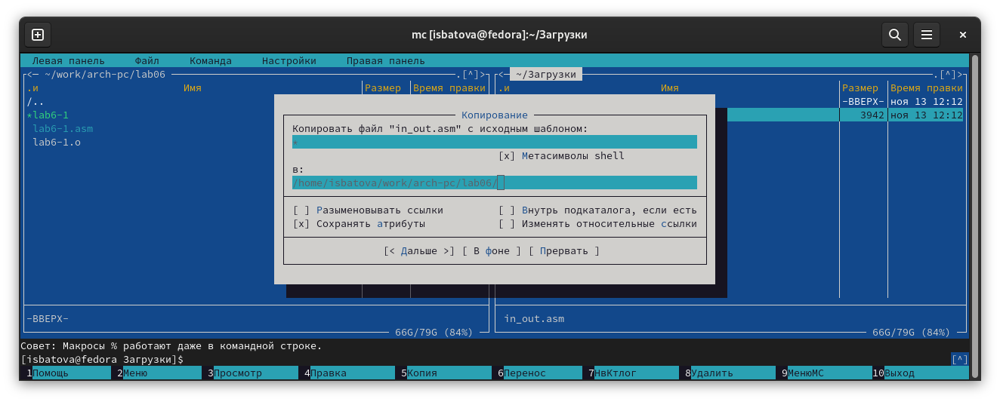 mc [isbatova@fedora]:~/Загрузки
Левая панель Файл Команда Настройки Правая панель
<— ~/work/arch-pc/lab06 .[^]> <— ~/Загрузки .[^]>
.и Имя Размер Время правки .и Имя Размер Время правки
/.. -ВВЕРХ- ноя 13 12:12
*lab6-1 3942 ноя 13 12:12
lab6-1.asm
lab6-1.o
Копирование
Копировать файл "in_out.asm" с исходным шаблоном:
*
[x] Метасимволы shell
в:
/home/isbatova/work/arch-pc/lab06/
[ ] Разыменовывать ссылки [ ] Внутрь подкаталога, если есть
[x] Сохранять атрибуты [ ] Изменять относительные ссылки
[< Дальше >] [ В фоне ] [ Прервать ]
-ВВЕРХ- in_out.asm
66G/79G (84%) 66G/79G (84%)
Совет: Макросы % работают даже в командной строке.
[isbatova@fedora Загрузки]$ [^]
1Помощь 2Меню 3Просмотр 4Правка 5Копия 6Перенос 7НвКтлог 8Удалить 9МенюМС 10Выход